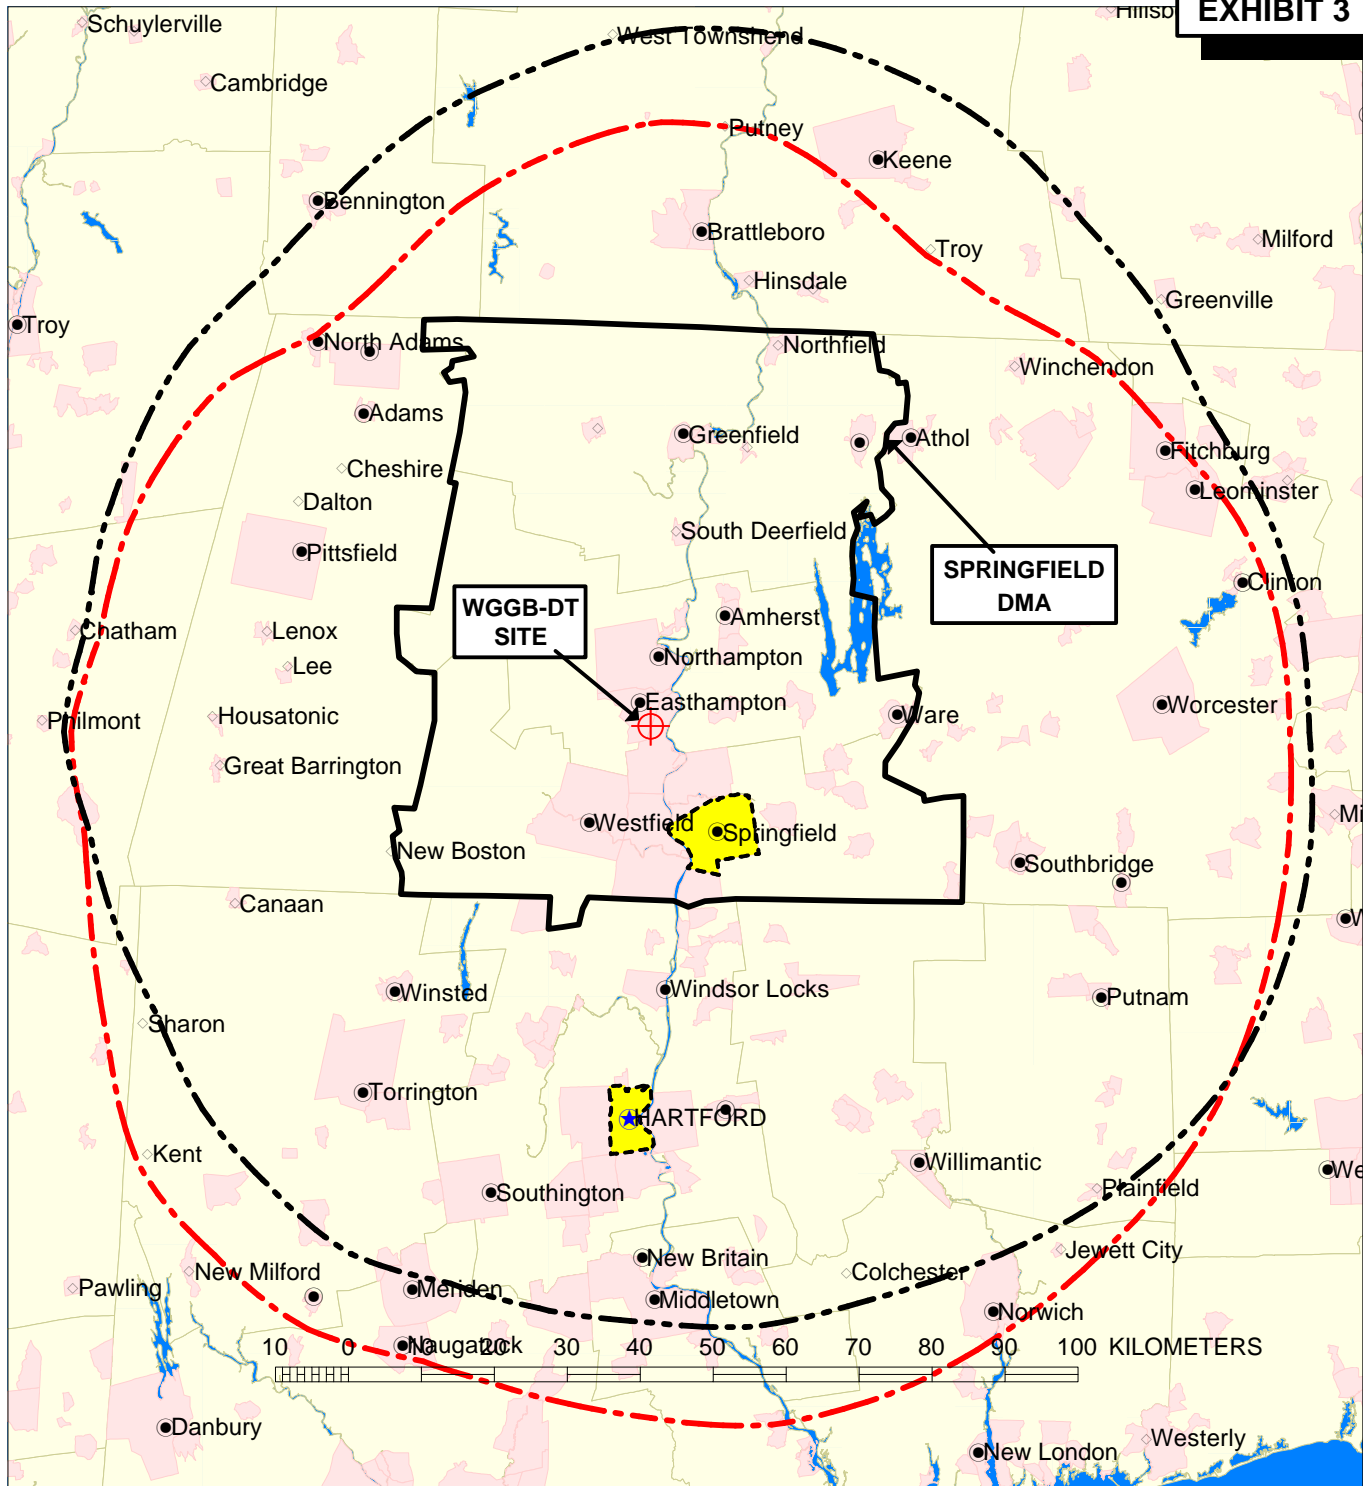 EXHIBIT 3
Schuylerville
West Townshend
Cambridge
Putney
Keene
Bennington
Brattleboro
Troy
Milford
Hinsdale
Greenville
Troy
North Adams
Northfield
Winchendon
Adams
Greenfield
Athol
Fitchburg
Cheshire
Leominster
Dalton
South Deerfield
Pittsfield
SPRINGFIELD
DMA
Clinton
WGGB-DT
SITE
Amherst
Chatham
Lenox
Northampton
Lee
Easthampton
Philmont
Housatonic
Ware
Worcester
Great Barrington
Westfield
Springfield
New Boston
Southbridge
Canaan
Winsted
Windsor Locks
Putnam
Sharon
Torrington
HARTFORD
Kent
Willimantic
Southington
Plainfield
New Britain
Jewett City
New Milford
Colchester
Pawling
Meriden
Middletown
Norwich
Naugatuck
10 0 10 20 30 40 50 60 70 80 90 100 KILOMETERS
Danbury
Westerly
New London